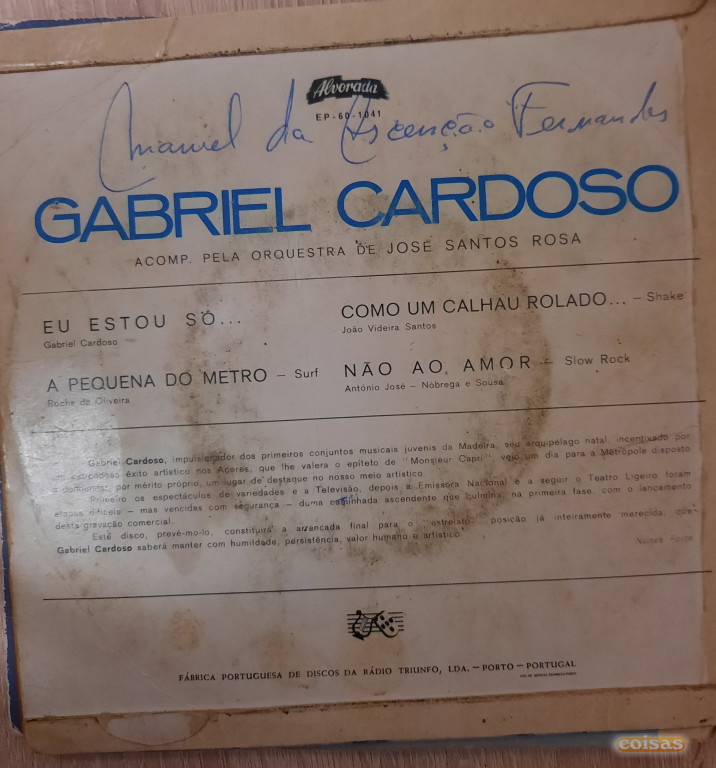 Alvorada
EP-60-1041
Manuel da Ascenção Fernandes
GABRIEL CARDOSO
ACOMP. PELA ORQUESTRA DE JOSÉ SANTOS ROSA
EU ESTOU SÓ...
Gabriel Cardoso
COMO UM CALHAU ROLADO... – Shake
João Videira Santos
A PEQUENA DO METRO – Surf
Rocha de Oliveira
NÃO AO AMOR – Slow Rock
António José – Nóbrega e Sousa
Gabriel Cardoso, impulsionador dos primeiros conjuntos musicais juvenis da Madeira, seu arquipélago natal, incentivado por
um êxito artístico nos Açores, que lhe valera o epíteto de "Monsieur Capri", veio um dia para a Metrópole disposto
a demonstrar, por mérito próprio, um lugar de destaque no nosso meio artístico.
Primeiro os espectáculos de variedades e a Televisão, depois a Emissora Nacional e a seguir o Teatro Ligeiro foram
etapas difíceis – mas vencidas com segurança – duma caminhada ascendente que culmina, na primeira fase, com o lançamento
desta gravação comercial.
Este disco, prevê-mo-lo, constituirá a arrancada final para o "estrelato" posição já inteiramente merecida, que
Gabriel Cardoso saberá manter com humildade, persistência, valor humano e artístico.
FÁBRICA PORTUGUESA DE DISCOS DA RÁDIO TRIUNFO, LDA. – PORTO – PORTUGAL
coisas